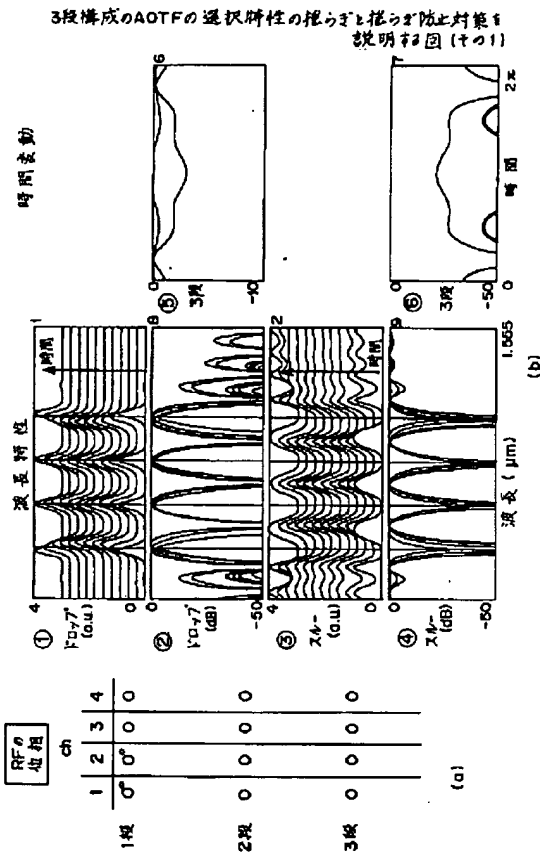 3段構成のAOTFの選択特性の揺らぎと揺らぎ防止対策を
説明する図(その1)
RFの
位相
ch
1 2 3 4
1段 0° 0° 0 0
2段 0 0 0 0
3段 0 0 0 0
(a)
波長特性
① ドロップ (a.u.)
4
0
時間
1
② ドロップ (dB)
0
-50
8
③ スルー (a.u.)
4
0
時間
2
④ スルー (dB)
0
-50
9
1.565
波長 (μm)
時間変動
⑤ 3段
0
-10
6
⑥ 3段
0
-50
7
0 時間 2π
(b)